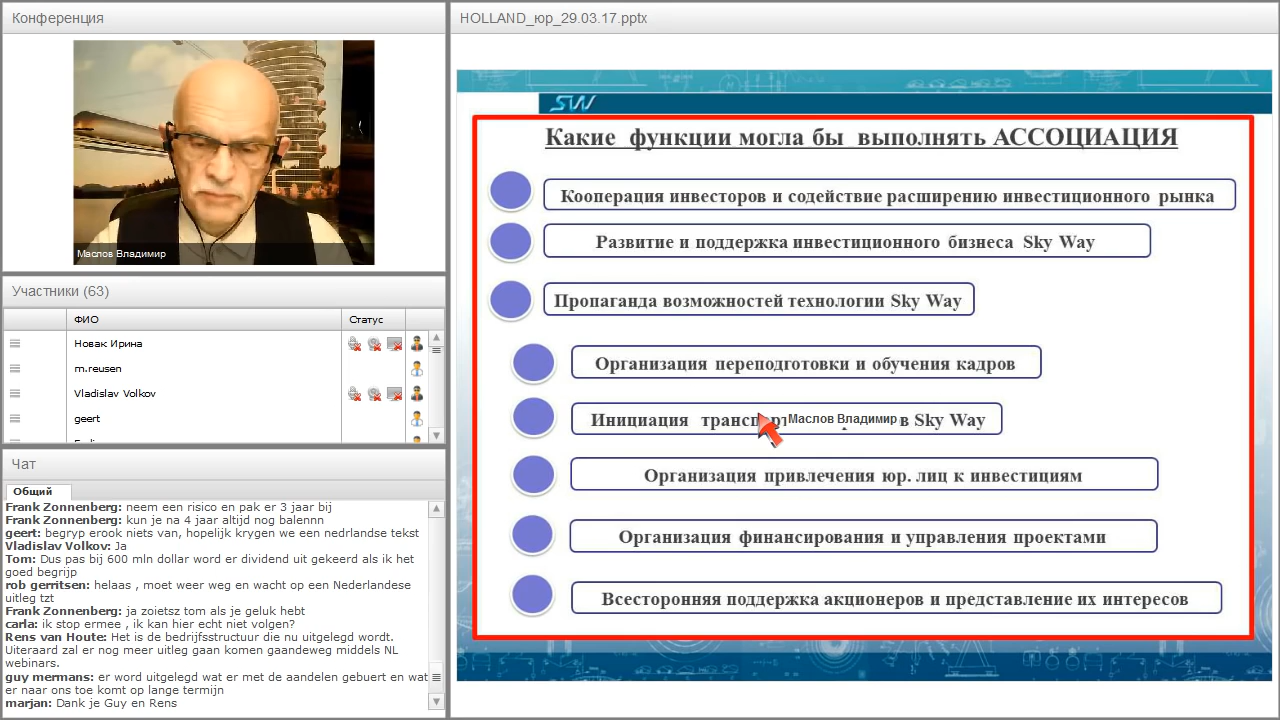 Конференция
Маслов Владимир
Участники (63)
ФИО
Статус
Новак Ирина
m.reusen
Vladislav Volkov
geert
Чат
Общий
Frank Zonnenberg: neem een risico en pak er 3 jaar bij
Frank Zonnenberg: kun je na 4 jaar altijd nog balennn
geert: begryp erook niets van, hopelijk krygen we een nedrlandse tekst
Vladislav Volkov: Ja
Tom: Dus pas bij 600 mln dollar word er dividend uit gekeerd als ik het
goed begrijp
rob gerritsen: helaas , moet weer weg en wacht op een Nederlandese
uitleg tzt
Frank Zonnenberg: ja zoietsz tom als je geluk hebt
carla: ik stop ermee , ik kan hier echt niet volgen?
Rens van Houte: Het is de bedrijfsstructuur die nu uitgelegd wordt.
Uiteraard zal er nog meer uitleg gaan komen gaandeweg middels NL
webinars.
guy mermans: er word uitgelegd wat er met de aandelen gebuert en wat
er naar ons toe komt op lange termijn
marjan: Dank je Guy en Rens
HOLLAND_юр_29.03.17.pptx
SW
Какие функции могла бы выполнять АССОЦИАЦИЯ
Кооперация инвесторов и содействие расширению инвестиционного рынка
Развитие и поддержка инвестиционного бизнеса Sky Way
Пропаганда возможностей технологии Sky Way
Организация переподготовки и обучения кадров
Инициация в Sky Way
Маслов Владимир
Организация привлечения юр. лиц к инвестициям
Организация финансирования и управления проектами
Всесторонняя поддержка акционеров и представление их интересов